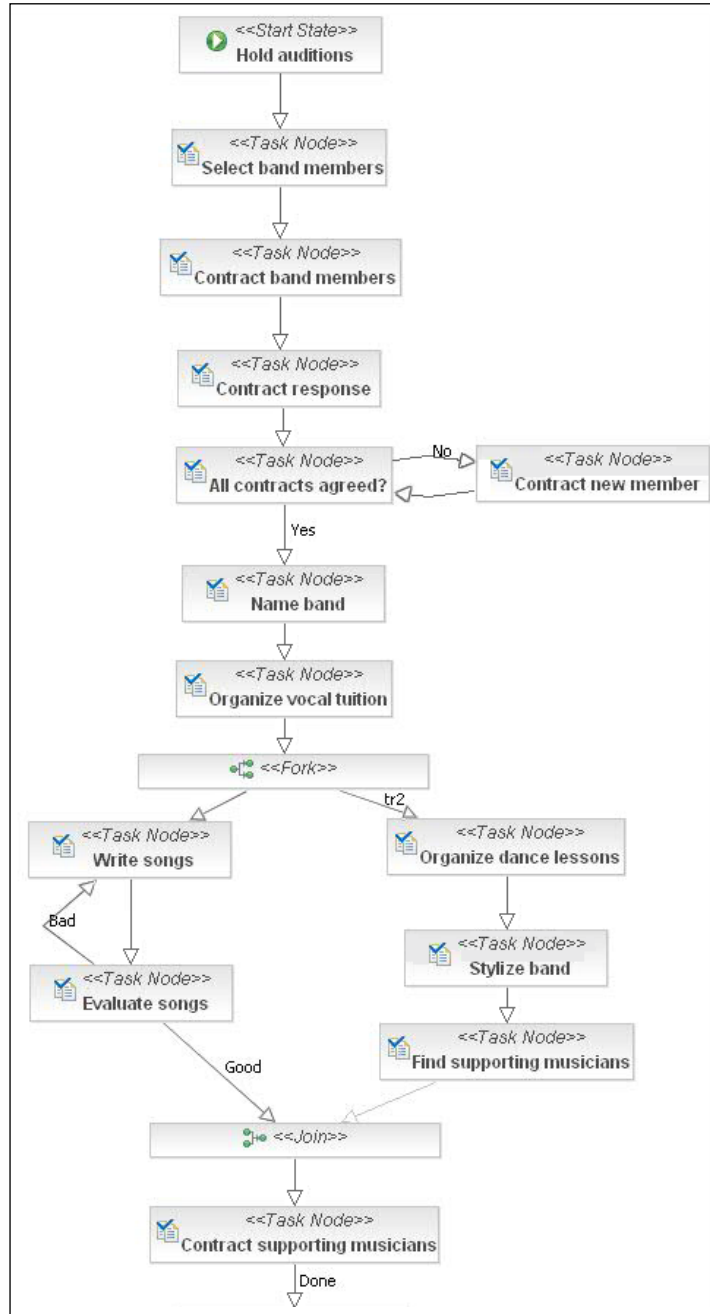 <<Start State>>
Hold auditions
<<Task Node>>
Select band members
<<Task Node>>
Contract band members
<<Task Node>>
Contract response
<<Task Node>>
All contracts agreed?
No
<<Task Node>>
Contract new member
Yes
<<Task Node>>
Name band
<<Task Node>>
Organize vocal tuition
<<Fork>>
tr2
<<Task Node>>
Write songs
<<Task Node>>
Organize dance lessons
Bad
<<Task Node>>
Stylize band
<<Task Node>>
Evaluate songs
<<Task Node>>
Find supporting musicians
Good
<<Join>>
<<Task Node>>
Contract supporting musicians
Done